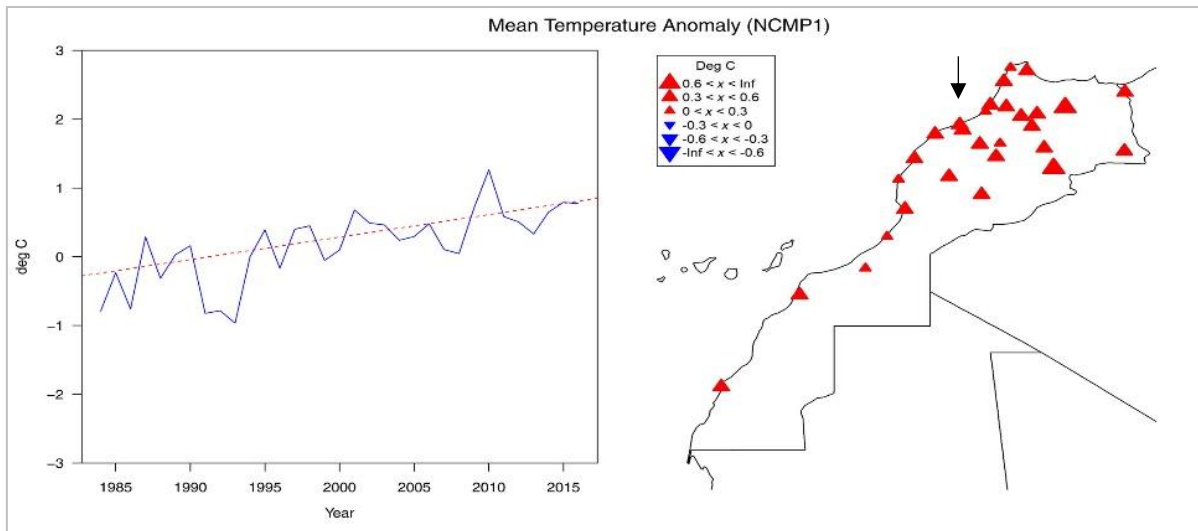 Mean Temperature Anomaly (NCMP1)
3
2
1
0
−1
−2
−3
deg C
1985 1990 1995 2000 2005 2010 2015
Year
Deg C
0.6 < x < Inf
0.3 < x < 0.6
0 < x < 0.3
-0.3 < x < 0
-0.6 < x < -0.3
-Inf < x < -0.6